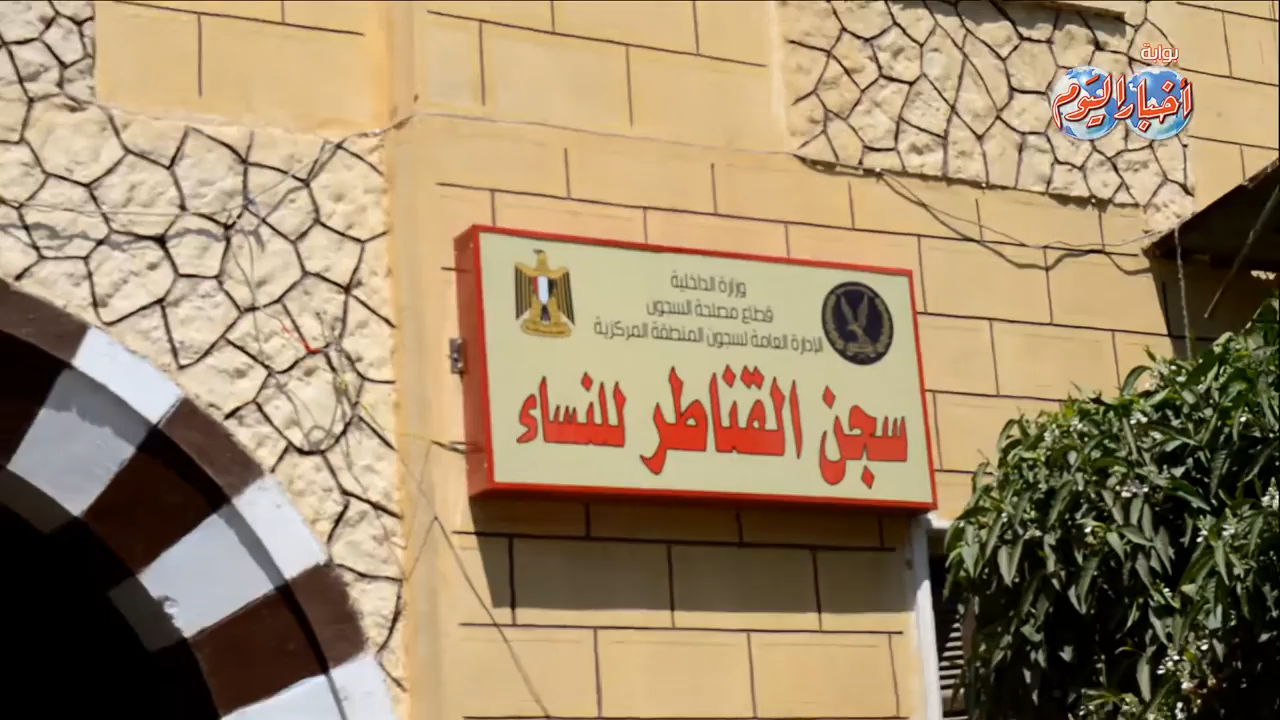 بوابة
أخبار اليوم
وزارة الداخلية
قطاع مصلحة السجون
الإدارة العامة لسجون المنطقة المركزية
سجن القناطر للنساء